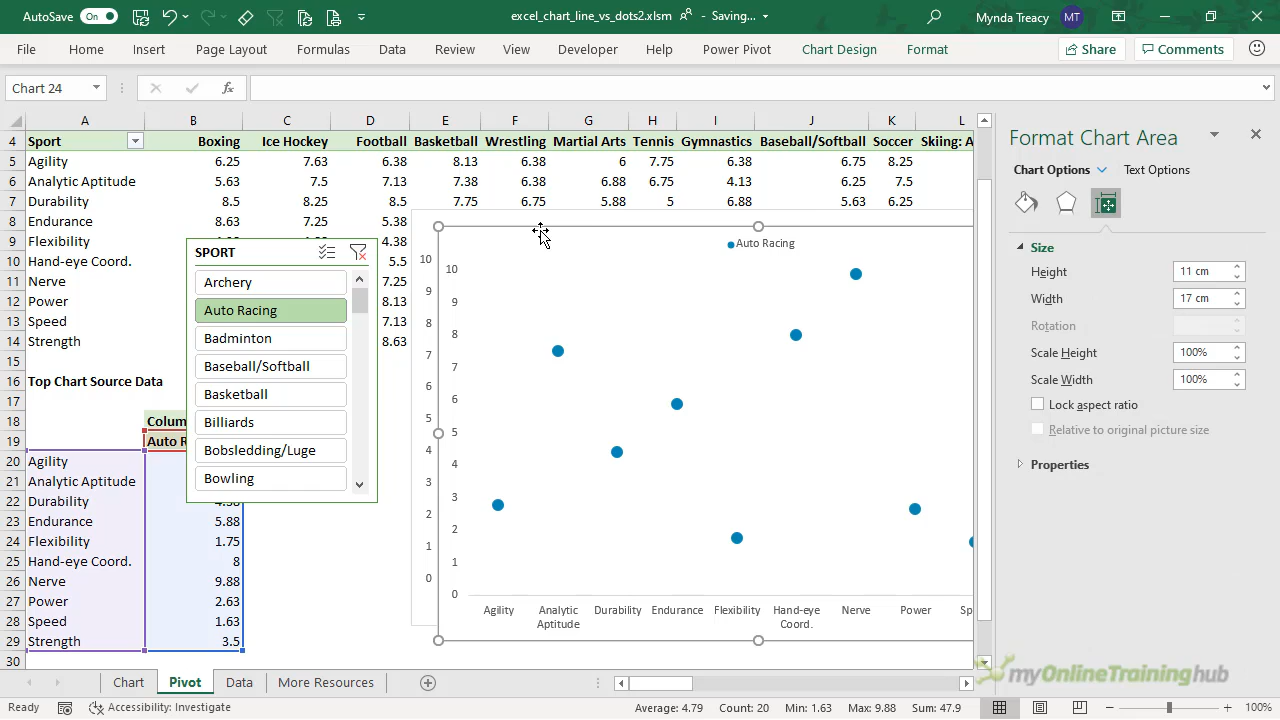 AutoSave On excel_chart_line_vs_dots2.xlsm - Saving... Mynda Treacy MT
File Home Insert Page Layout Formulas Data Review View Developer Help Power Pivot Chart Design Format Share Comments
Chart 24 fx
A B C D E F G H I J K L
4 Sport Boxing Ice Hockey Football Basketball Wrestling Martial Arts Tennis Gymnastics Baseball/Softball Soccer Skiing: A
5 Agility 6.25 7.63 6.38 8.13 6.38 6 7.75 6.38 6.75 8.25
6 Analytic Aptitude 5.63 7.5 7.13 7.38 6.38 6.88 6.75 4.13 6.25 7.5
7 Durability 8.5 8.25 8.5 7.75 6.75 5.88 5 6.88 5.63 6.25
8 Endurance 8.63 7.25 5.38
9 Flexibility 4.38
10 Hand-eye Coord. 5.5
11 Nerve 7.25
12 Power 8.13
13 Speed 7.13
14 Strength 8.63
15
16 Top Chart Source Data
17
18 Colum
19 Auto R
20 Agility
21 Analytic Aptitude
22 Durability
23 Endurance 5.88
24 Flexibility 1.75
25 Hand-eye Coord. 8
26 Nerve 9.88
27 Power 2.63
28 Speed 1.63
29 Strength 3.5
30
SPORT
Archery
Auto Racing
Badminton
Baseball/Softball
Basketball
Billiards
Bobsledding/Luge
Bowling
Auto Racing
10 10
9 9
8 8
7 7
6 6
5 5
4 4
3 3
2 2
1 1
0 0
Agility Analytic Durability Endurance Flexibility Hand-eye Nerve Power Sp
Aptitude Coord.
Format Chart Area
Chart Options Text Options
Size
Height 11 cm
Width 17 cm
Rotation
Scale Height 100%
Scale Width 100%
Lock aspect ratio
Relative to original picture size
Properties
Chart Pivot Data More Resources
myOnlineTrainingHub
Ready Accessibility: Investigate Average: 4.79 Count: 20 Min: 1.63 Max: 9.88 Sum: 47.9 100%